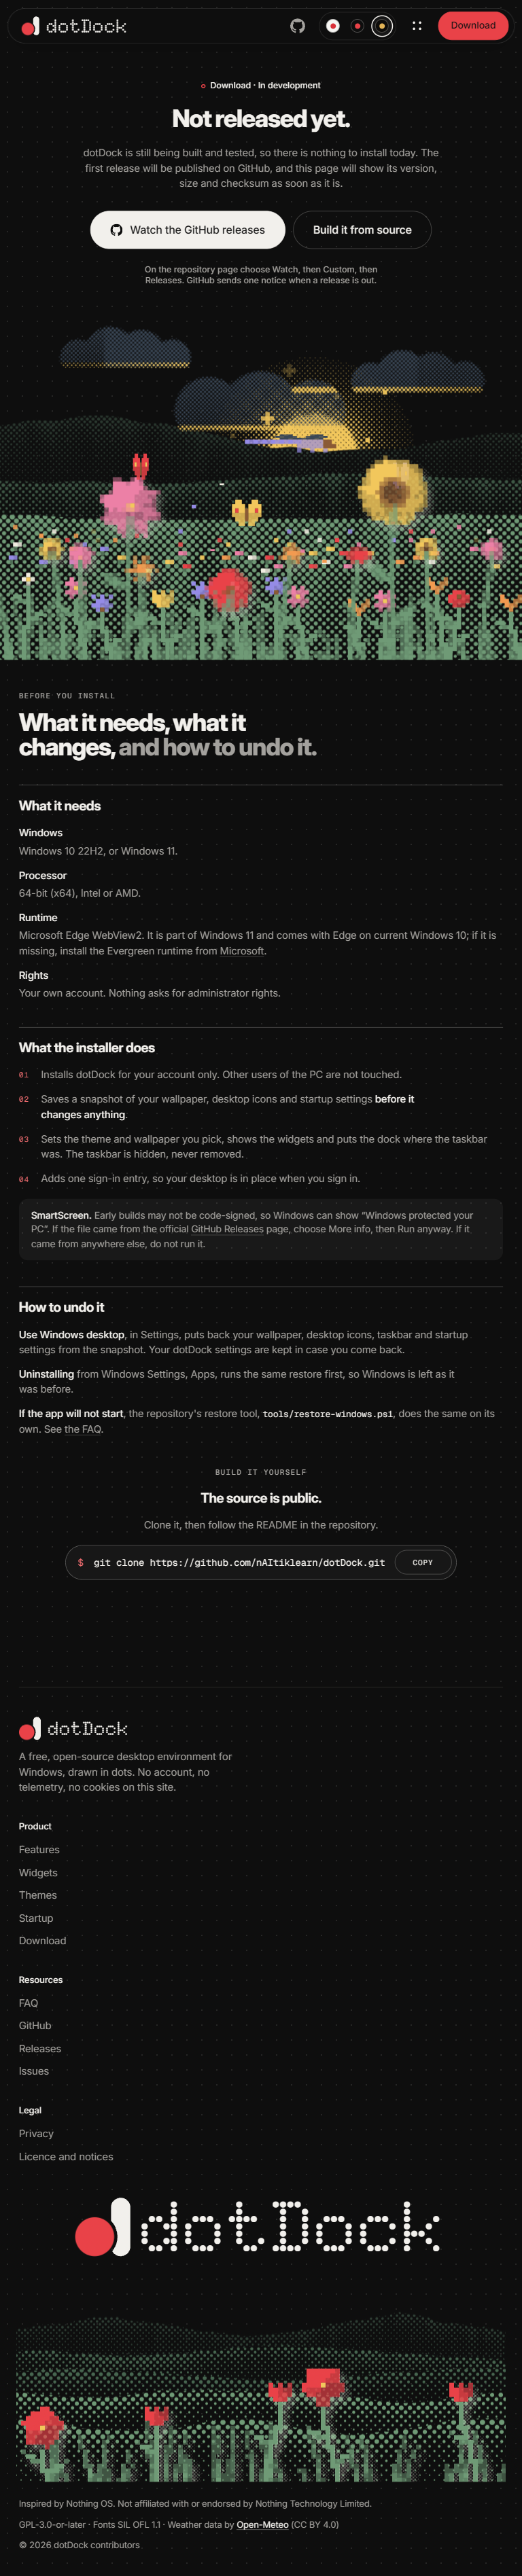 dotDock
Download
Download · In development
Not released yet.
dotDock is still being built and tested, so there is nothing to install today. The
first release will be published on GitHub, and this page will show its version,
size and checksum as soon as it is.
Watch the GitHub releases
Build it from source
On the repository page choose Watch, then Custom, then
Releases. GitHub sends one notice when a release is out.
BEFORE YOU INSTALL
What it needs, what it
changes, and how to undo it.
What it needs
Windows
Windows 10 22H2, or Windows 11.
Processor
64-bit (x64), Intel or AMD.
Runtime
Microsoft Edge WebView2. It is part of Windows 11 and comes with Edge on current Windows 10; if it is
missing, install the Evergreen runtime from Microsoft.
Rights
Your own account. Nothing asks for administrator rights.
What the installer does
01 Installs dotDock for your account only. Other users of the PC are not touched.
02 Saves a snapshot of your wallpaper, desktop icons and startup settings before it
changes anything.
03 Sets the theme and wallpaper you pick, shows the widgets and puts the dock where the taskbar
was. The taskbar is hidden, never removed.
04 Adds one sign-in entry, so your desktop is in place when you sign in.
SmartScreen. Early builds may not be code-signed, so Windows can show “Windows protected your
PC”. If the file came from the official GitHub Releases page, choose More info, then Run anyway. If it
came from anywhere else, do not run it.
How to undo it
Use Windows desktop, in Settings, puts back your wallpaper, desktop icons, taskbar and startup
settings from the snapshot. Your dotDock settings are kept in case you come back.
Uninstalling from Windows Settings, Apps, runs the same restore first, so Windows is left as it
was before.
If the app will not start, the repository's restore tool, tools/restore-windows.ps1, does the same on its
own. See the FAQ.
BUILD IT YOURSELF
The source is public.
Clone it, then follow the README in the repository.
$ git clone https://github.com/nAItiklearn/dotDock.git COPY
dotDock
A free, open-source desktop environment for
Windows, drawn in dots. No account, no
telemetry, no cookies on this site.
Product
Features
Widgets
Themes
Startup
Download
Resources
FAQ
GitHub
Releases
Issues
Legal
Privacy
Licence and notices
dotDock
Inspired by Nothing OS. Not affiliated with or endorsed by Nothing Technology Limited.
GPL-3.0-or-later · Fonts SIL OFL 1.1 · Weather data by Open-Meteo (CC BY 4.0)
© 2026 dotDock contributors